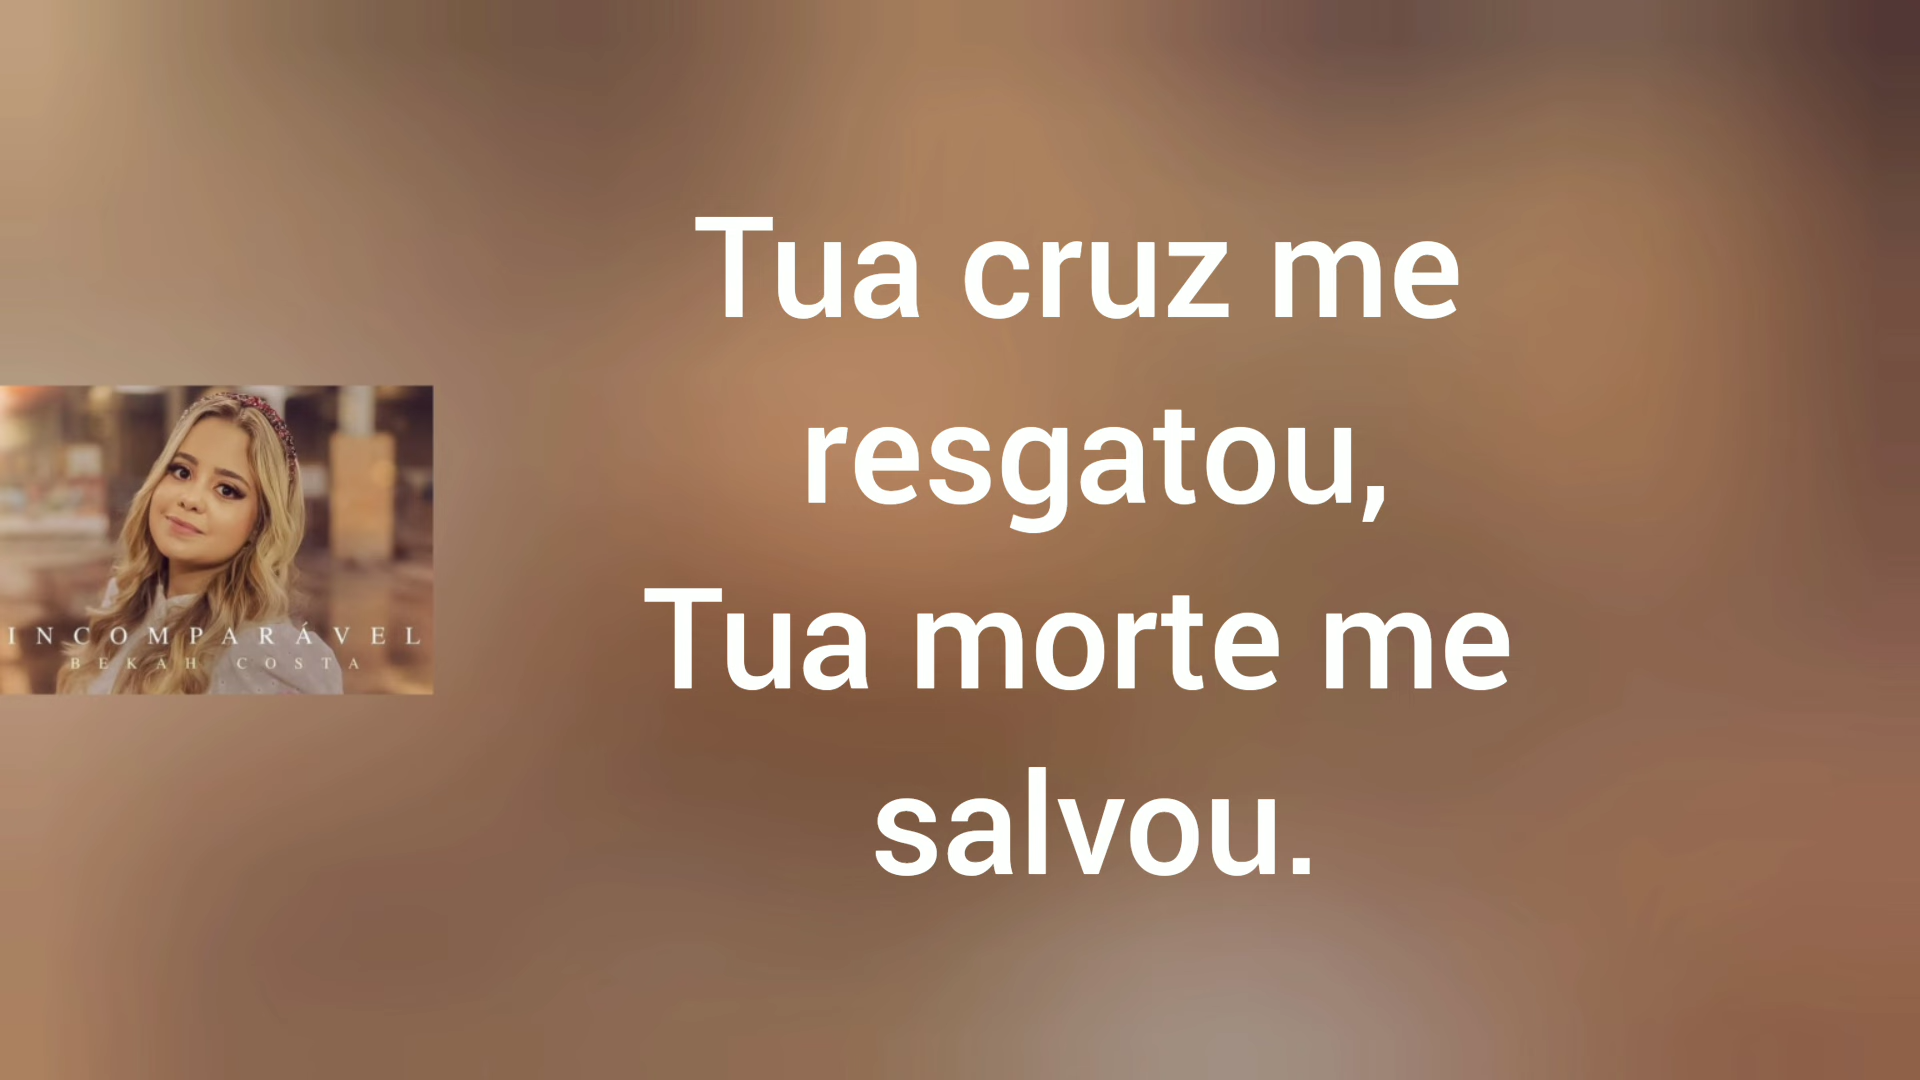 Tua cruz me
resgatou,
Tua morte me
salvou.
INCOMPARÁVEL
BEKAH COSTA